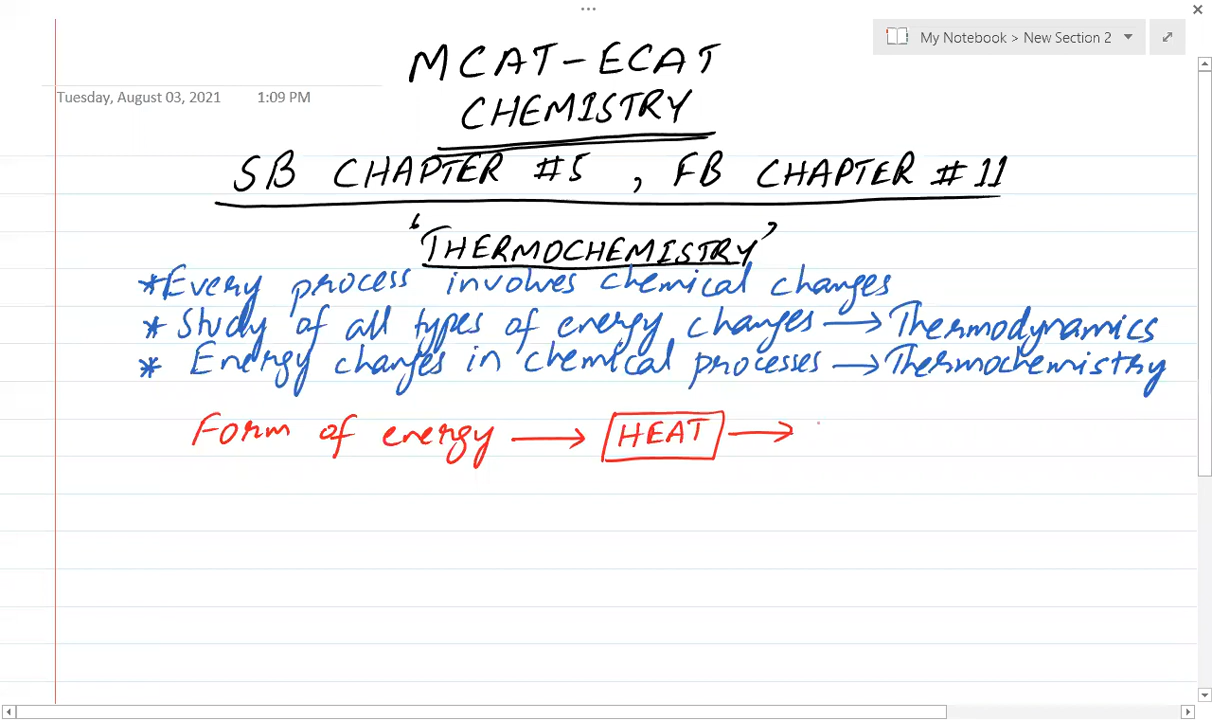 My Notebook > New Section 2
Tuesday, August 03, 2021 1:09 PM
MCAT-ECAT
CHEMISTRY
SB CHAPTER #5 , FB CHAPTER # 11
'THERMOCHEMISTRY'
*Every process involves chemical changes
* Study of all types of energy changes → Thermodynamics
* Energy changes in chemical processes → Thermochemistry
Form of energy → HEAT →